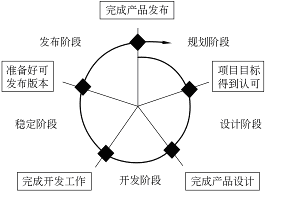 完成产品发布
发布阶段
规划阶段
准备好可
发布版本
项目目标
得到认可
稳定阶段
设计阶段
完成开发工作
开发阶段
完成产品设计